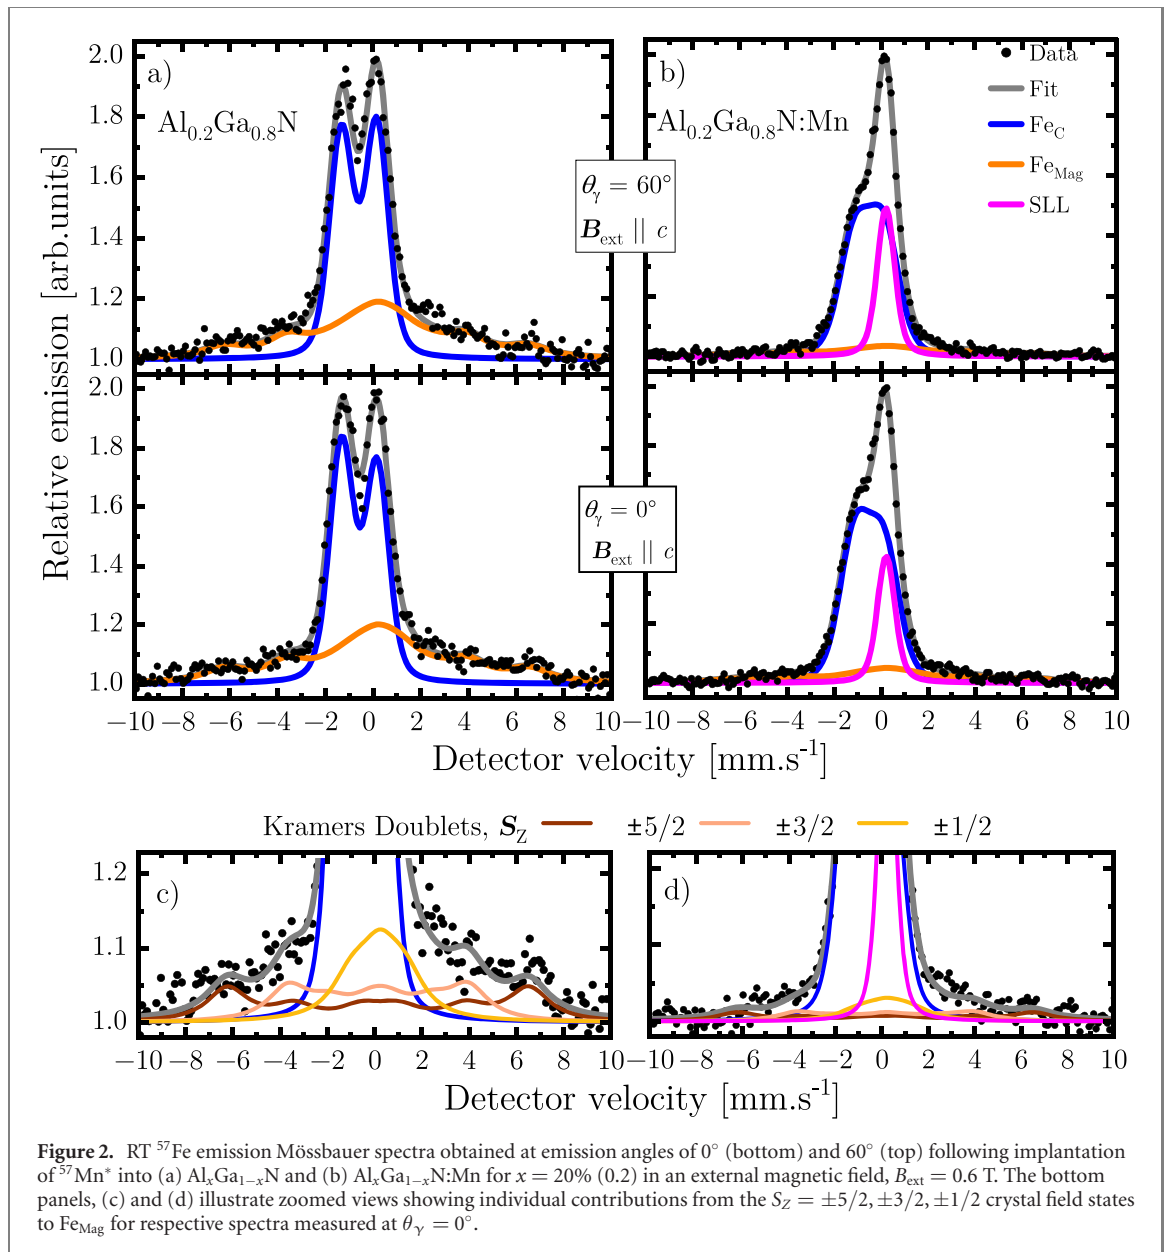 a)
Al₀.₂Ga₀.₈N
b)
Al₀.₂Ga₀.₈N:Mn
Data
Fit
Fe_C
Fe_Mag
SLL
θᵧ = 60°
B_ext || c
θᵧ = 0°
B_ext || c
Relative emission [arb.units]
2.0
1.8
1.6
1.4
1.2
1.0
2.0
1.8
1.6
1.4
1.2
1.0
−10 −8 −6 −4 −2 0 2 4 6 8 10
−10 −8 −6 −4 −2 0 2 4 6 8 10
Detector velocity [mm.s⁻¹]
Kramers Doublets, S_Z ±5/2 ±3/2 ±1/2
c)
d)
1.2
1.1
1.0
−10 −8 −6 −4 −2 0 2 4 6 8 10
−10 −8 −6 −4 −2 0 2 4 6 8 10
Detector velocity [mm.s⁻¹]
Figure 2. RT ⁵⁷Fe emission Mössbauer spectra obtained at emission angles of 0° (bottom) and 60° (top) following implantation
of ⁵⁷Mn* into (a) AlₓGa₁₋ₓN and (b) AlₓGa₁₋ₓN:Mn for x = 20% (0.2) in an external magnetic field, B_ext = 0.6 T. The bottom
panels, (c) and (d) illustrate zoomed views showing individual contributions from the S_Z = ±5/2, ±3/2, ±1/2 crystal field states
to Fe_Mag for respective spectra measured at θᵧ = 0°.